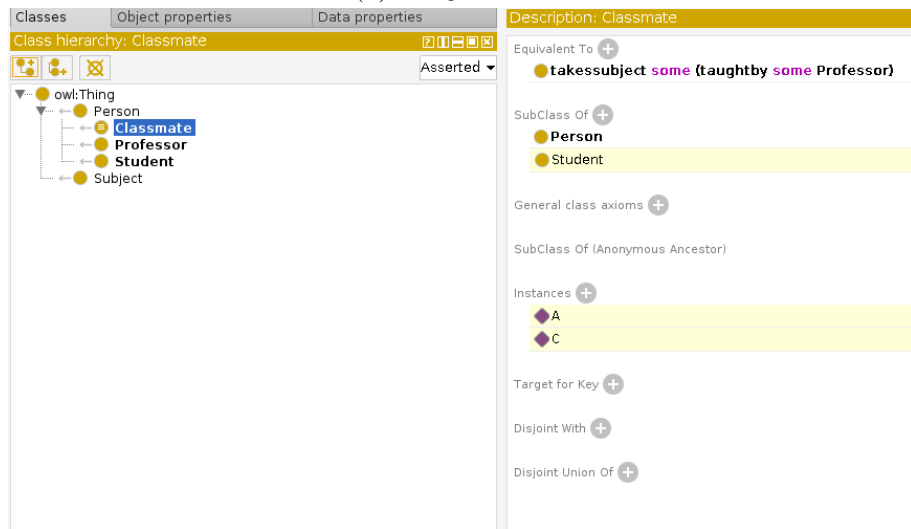 Classes Object properties Data properties
Class hierarchy: Classmate
Asserted
owl:Thing
Person
Classmate
Professor
Student
Subject
Description: Classmate
Equivalent To
takessubject some (taughtby some Professor)
SubClass Of
Person
Student
General class axioms
SubClass Of (Anonymous Ancestor)
Instances
A
C
Target for Key
Disjoint With
Disjoint Union Of